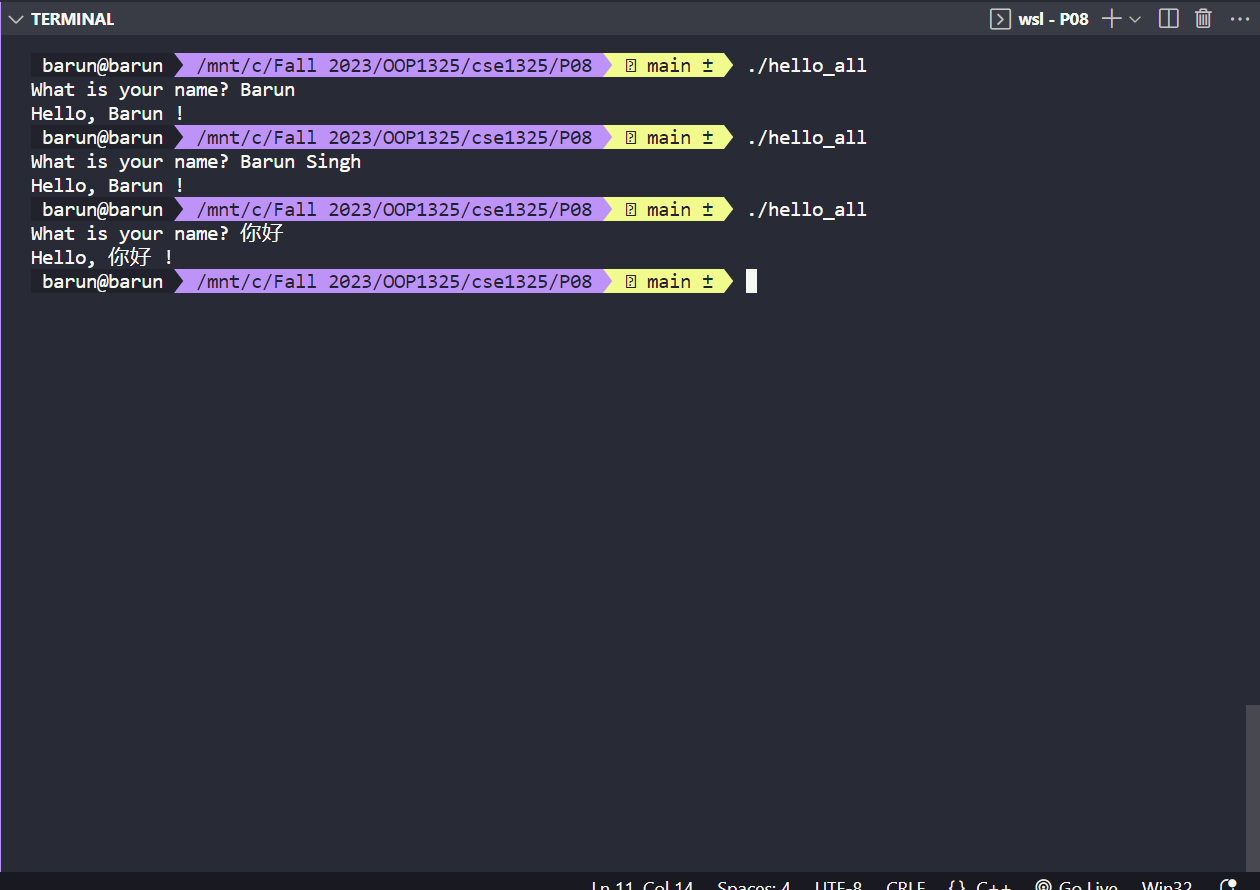 TERMINAL
wsl - P08
barun@barun /mnt/c/Fall 2023/OOP1325/cse1325/P08 main ± ./hello_all
What is your name? Barun
Hello, Barun !
barun@barun /mnt/c/Fall 2023/OOP1325/cse1325/P08 main ± ./hello_all
What is your name? Barun Singh
Hello, Barun !
barun@barun /mnt/c/Fall 2023/OOP1325/cse1325/P08 main ± ./hello_all
What is your name? 你好
Hello, 你好 !
barun@barun /mnt/c/Fall 2023/OOP1325/cse1325/P08 main ±
Ln 11, Col 14 Spaces: 4 UTF-8 CRLF {} C++ Go Live Win32